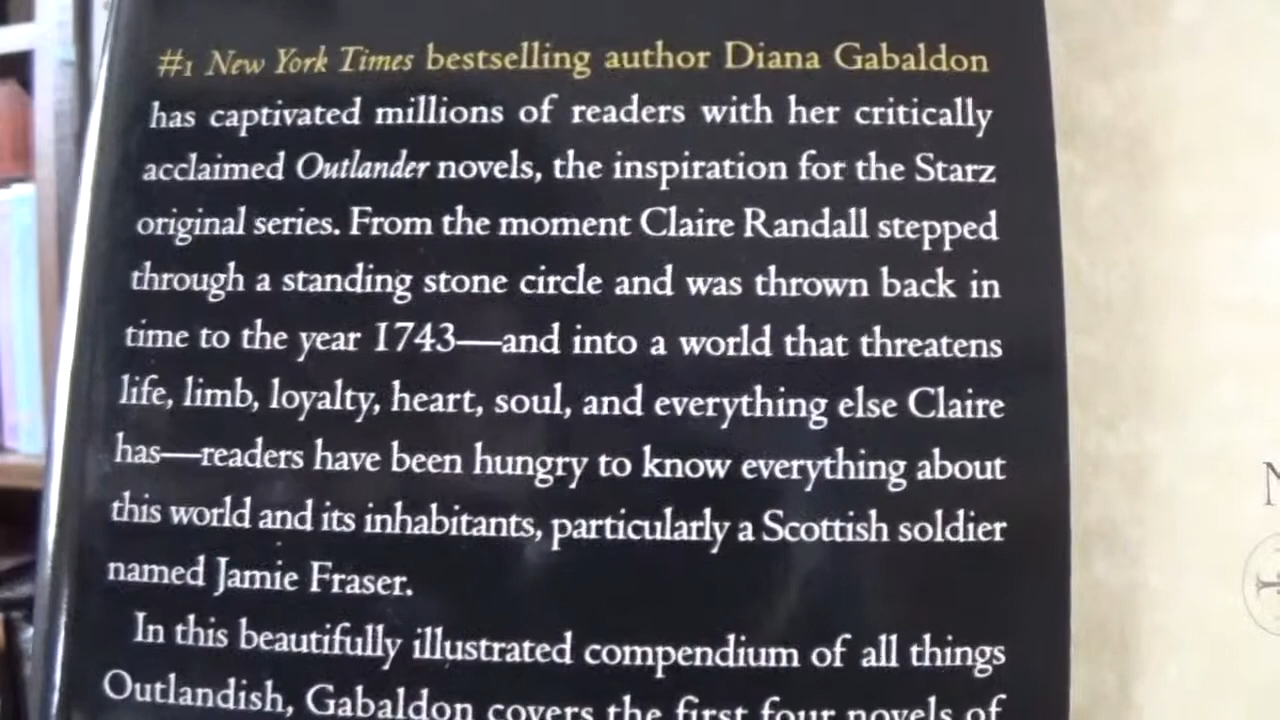 #1 New York Times bestselling author Diana Gabaldon
has captivated millions of readers with her critically
acclaimed Outlander novels, the inspiration for the Starz
original series. From the moment Claire Randall stepped
through a standing stone circle and was thrown back in
time to the year 1743—and into a world that threatens
life, limb, loyalty, heart, soul, and everything else Claire
has—readers have been hungry to know everything about
this world and its inhabitants, particularly a Scottish soldier
named Jamie Fraser.
In this beautifully illustrated compendium of all things
Outlandish, Gabaldon covers the first four novels of